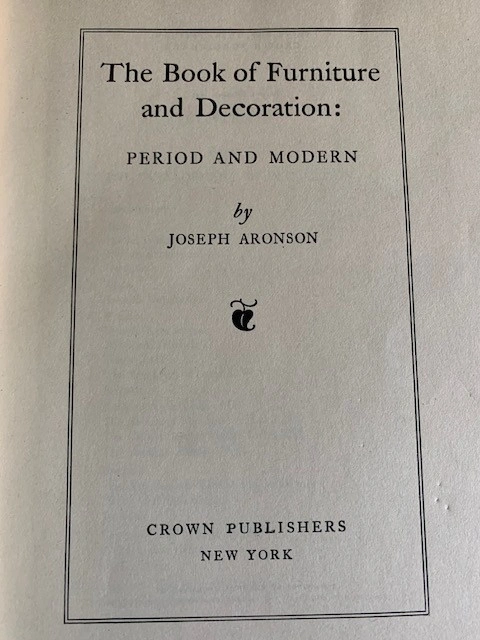 The Book of Furniture
and Decoration:
PERIOD AND MODERN
by
JOSEPH ARONSON
CROWN PUBLISHERS
NEW YORK